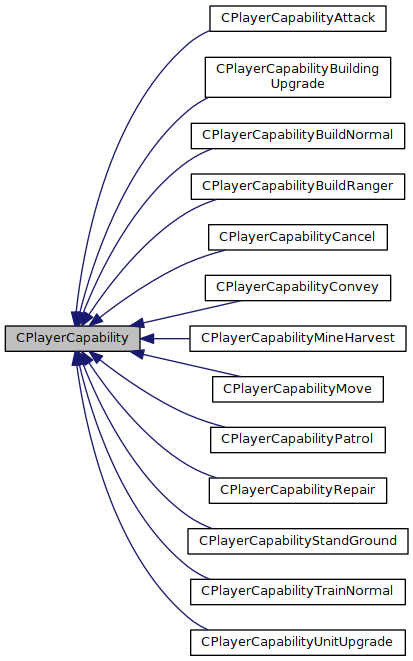 CPlayerCapabilityAttack
CPlayerCapabilityBuilding
Upgrade
CPlayerCapabilityBuildNormal
CPlayerCapabilityBuildRanger
CPlayerCapabilityCancel
CPlayerCapabilityConvey
CPlayerCapability
CPlayerCapabilityMineHarvest
CPlayerCapabilityMove
CPlayerCapabilityPatrol
CPlayerCapabilityRepair
CPlayerCapabilityStandGround
CPlayerCapabilityTrainNormal
CPlayerCapabilityUnitUpgrade